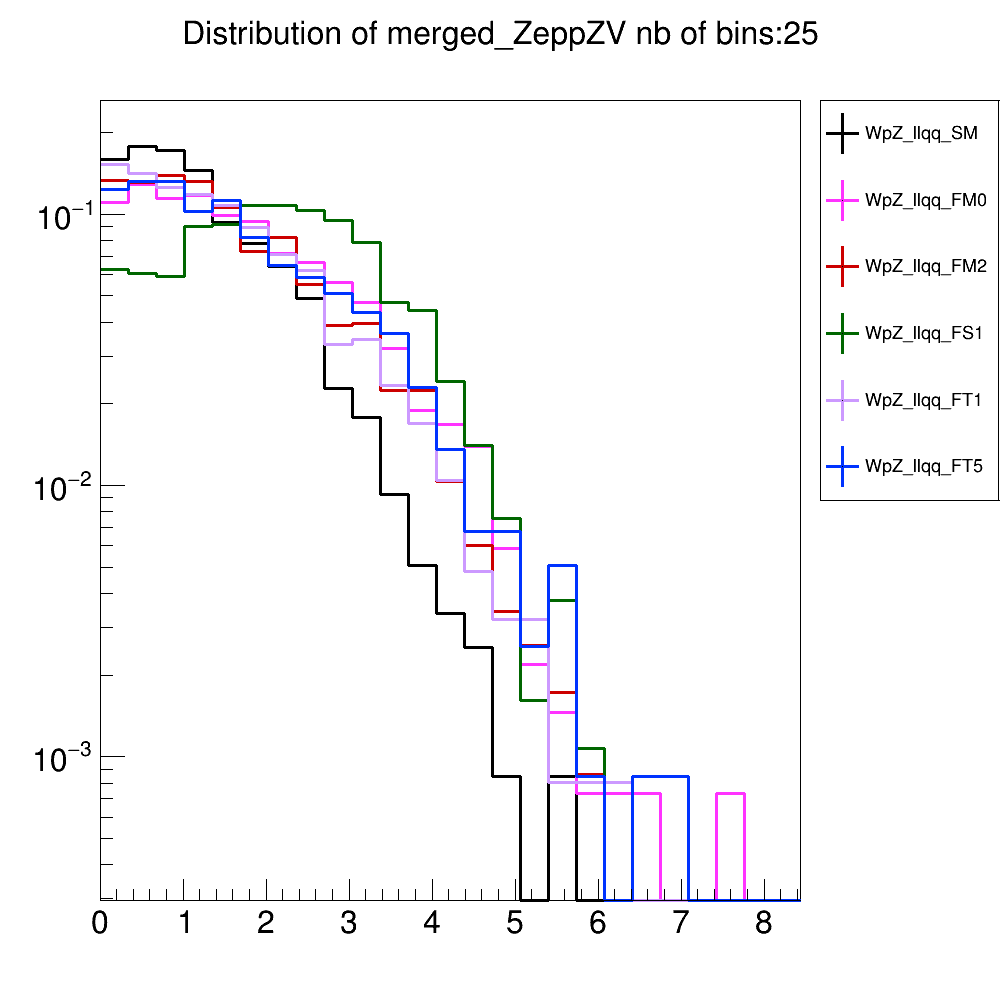 Distribution of merged_ZeppZV nb of bins:25
10⁻¹
10⁻²
10⁻³
0 1 2 3 4 5 6 7 8
WpZ_llqq_SM
WpZ_llqq_FM0
WpZ_llqq_FM2
WpZ_llqq_FS1
WpZ_llqq_FT1
WpZ_llqq_FT5